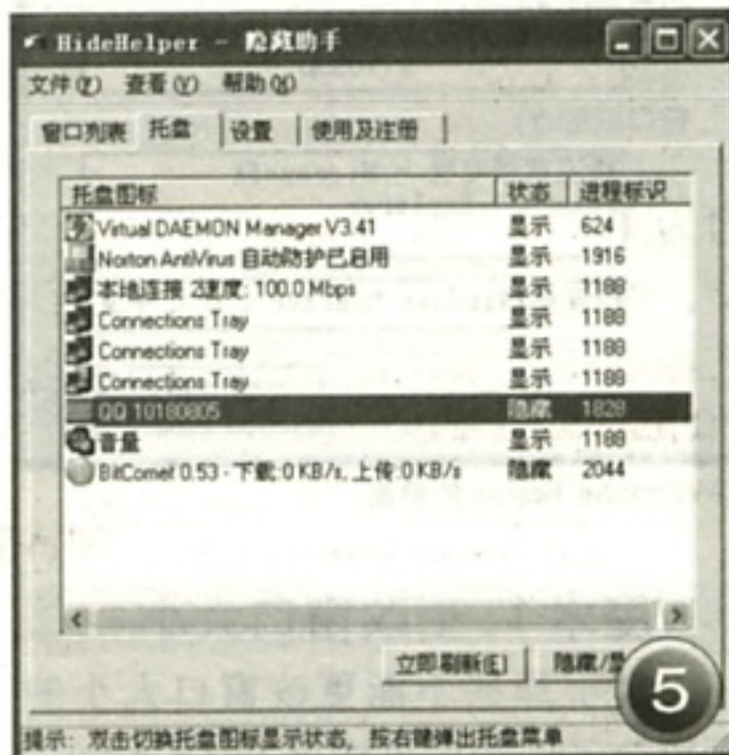 HideHelper - 隐藏助手
文件(F) 查看(V) 帮助(H)
窗口列表 托盘 设置 使用及注册
托盘图标 状态 进程标识
Virtual DAEMON Manager V3.41 显示 624
Norton AntiVirus 自动防护已启用 显示 1916
本地连接 2速度: 100.0 Mbps 显示 1188
Connections Tray 显示 1188
Connections Tray 显示 1188
Connections Tray 显示 1188
QQ 10180805 隐藏 1828
音量 显示 1188
BitComet 0.53 - 下载:0 KB/s, 上传:0 KB/s 隐藏 2044
立即刷新(E) 隐藏/显
5
提示: 双击切换托盘图标显示状态, 按右键弹出托盘菜单